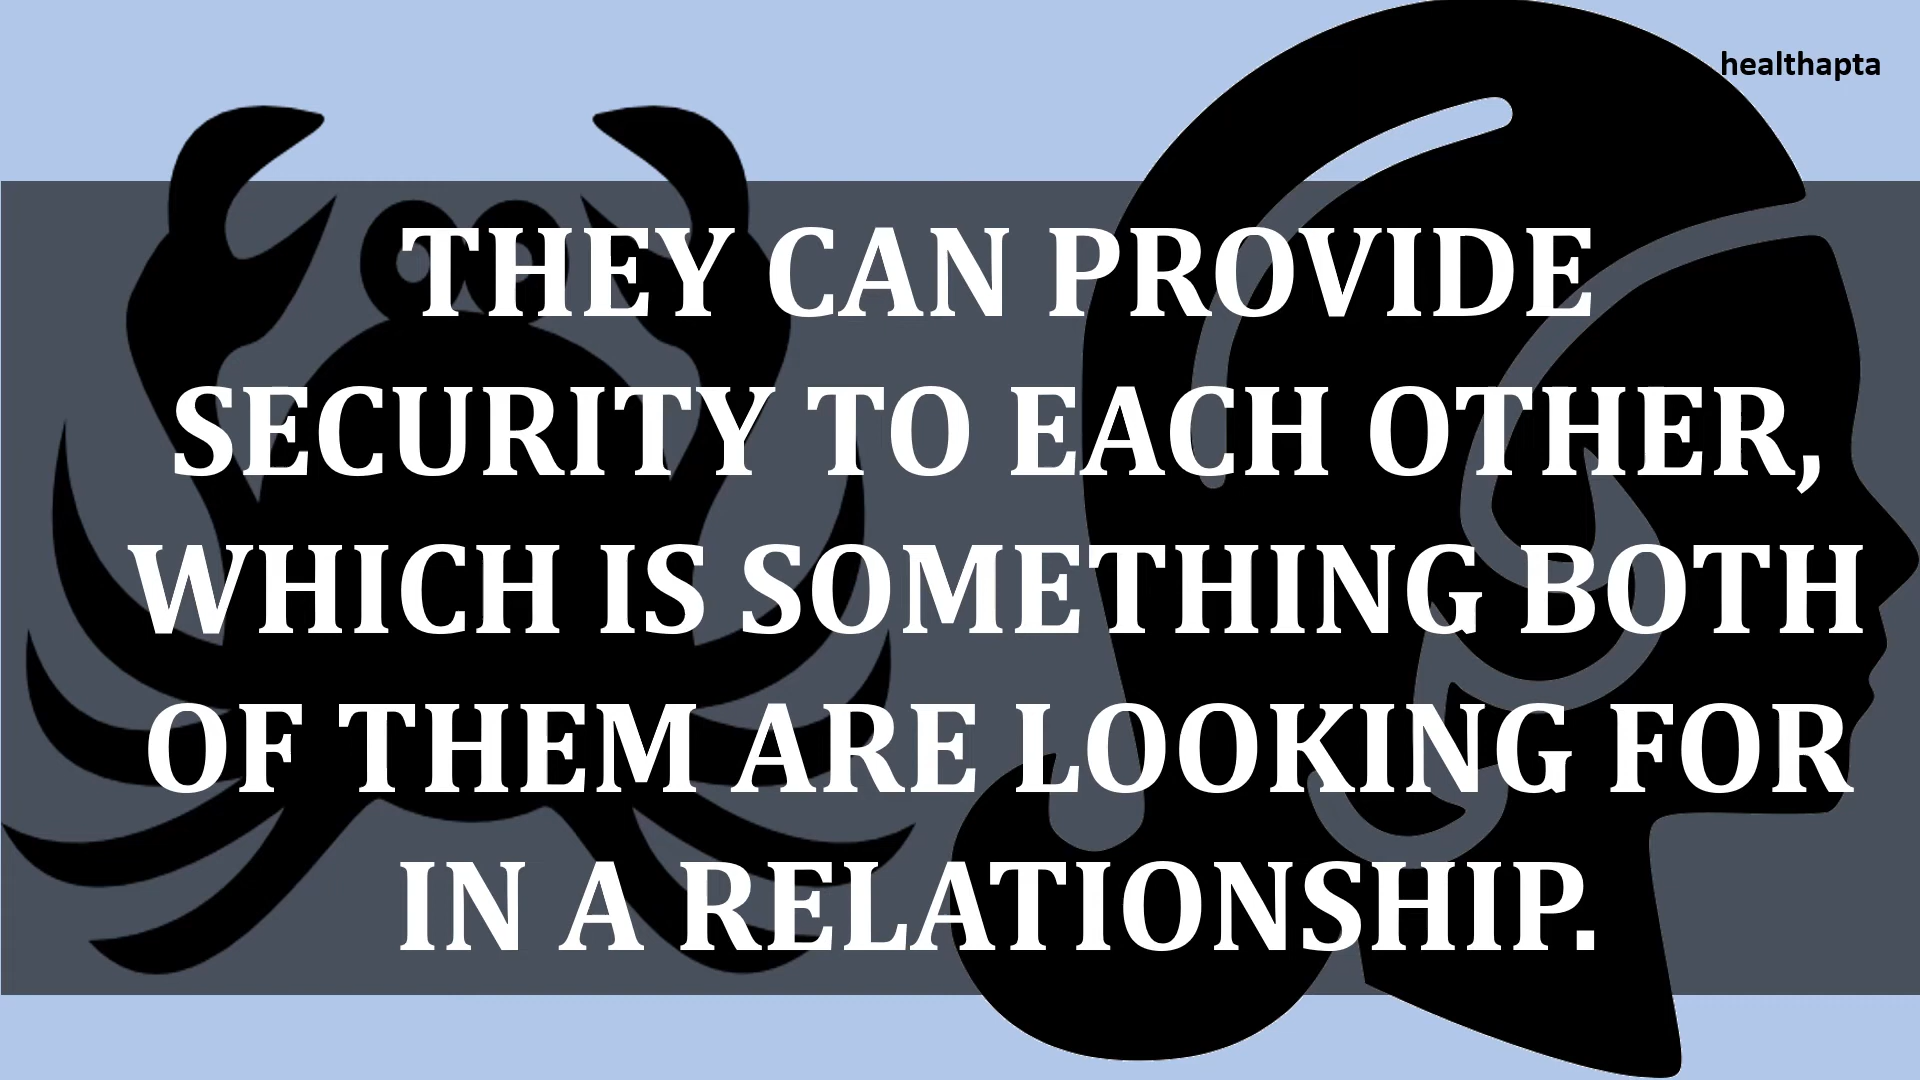 healthapta
THEY CAN PROVIDE
SECURITY TO EACH OTHER,
WHICH IS SOMETHING BOTH
OF THEM ARE LOOKING FOR
IN A RELATIONSHIP.